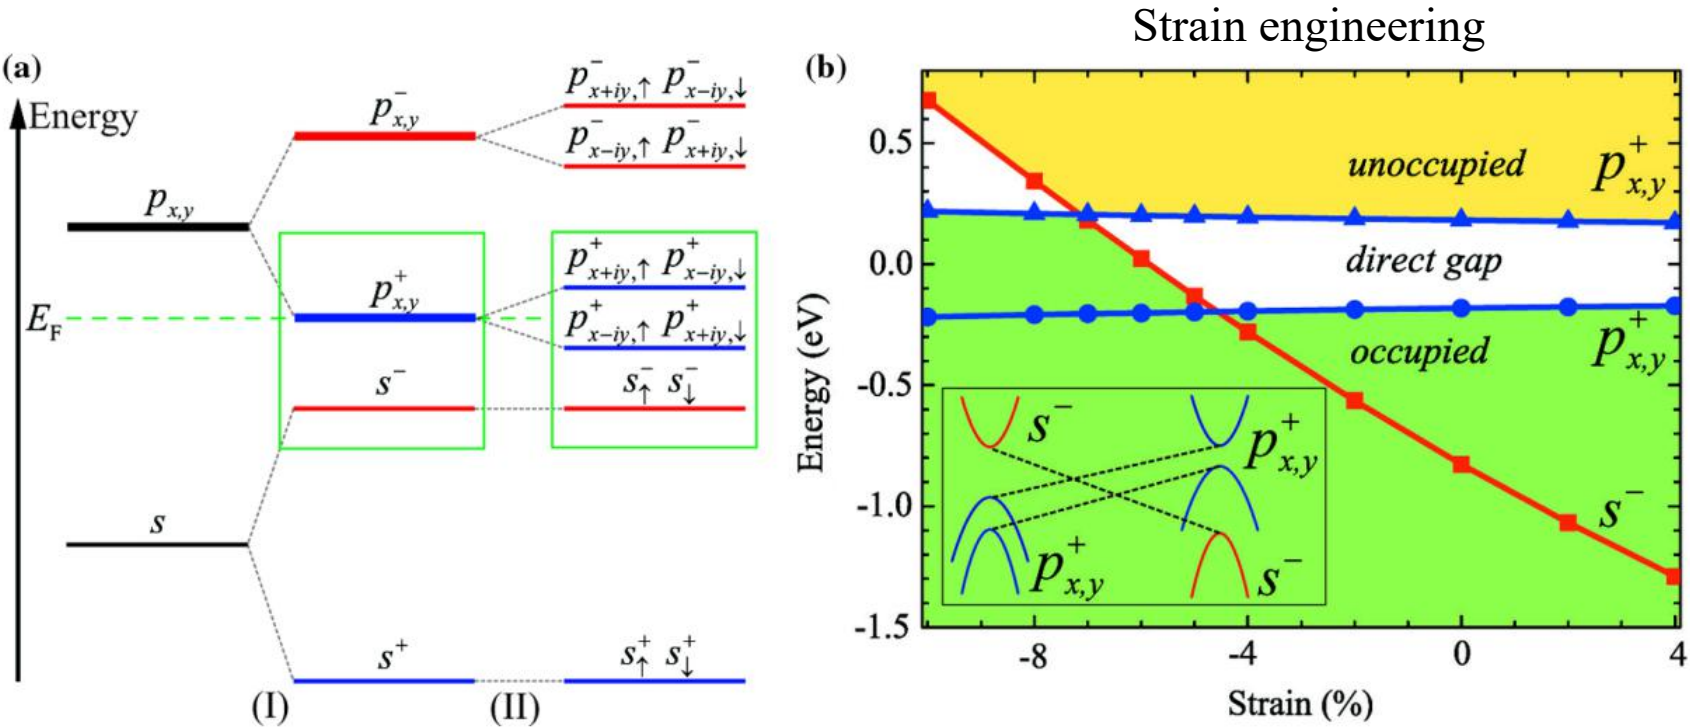 Strain engineering
(a)
Energy
p⁻x+iy,↑ p⁻x−iy,↓
p⁻x,y
p⁻x−iy,↑ p⁻x+iy,↓
px,y
p⁺x+iy,↑ p⁺x−iy,↓
p⁺x,y
EF
p⁺x−iy,↑ p⁺x+iy,↓
s⁻
s⁻↑ s⁻↓
s
s⁺
s⁺↑ s⁺↓
(I)
(II)
(b)
0.5
0.0
-0.5
-1.0
-1.5
Energy (eV)
unoccupied
p⁺x,y
direct gap
occupied
p⁺x,y
s⁻
s⁻
p⁺x,y
p⁺x,y
s⁻
-8
-4
0
4
Strain (%)